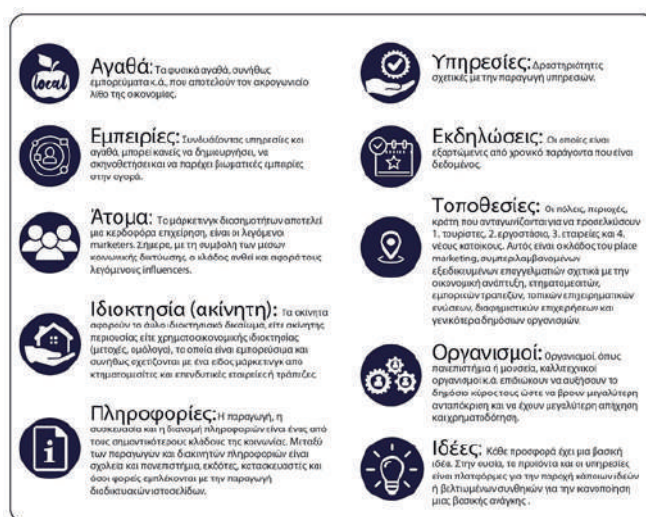 local
Αγαθά: Τα φυσικά αγαθά, συνήθως
εμπορεύματα κ.ά., που αποτελούν τον ακρογωνιαίο
λίθο της οικονομίας.
Εμπειρίες: Συνδυάζοντας υπηρεσίες και
αγαθά, μπορεί κανείς να δημιουργήσει, να
σκηνοθετήσει και να παρέχει βιωματικές εμπειρίες
στην αγορά.
Άτομα: Το μάρκετινγκ διασημοτήτων αποτελεί
μια κερδοφόρα επιχείρηση, είναι οι λεγόμενοι
marketers. Σήμερα, με τη συμβολή των μέσων
κοινωνικής δικτύωσης, ο κλάδος ανθεί και αφορά τους
λεγόμενους influencers.
Ιδιοκτησία (ακίνητη): Τα ακίνητα
αφορούν το άυλο ιδιοκτησιακό δικαίωμα, είτε ακίνητης
περιουσίας είτε χρηματοοικονομικής ιδιοκτησίας
(μετοχές, ομόλογα), το οποίο είναι εμπορεύσιμα και
συνήθως σχετίζονται με ένα είδος μάρκετινγκ από
κτηματομεσίτες και επενδυτικές εταιρείες ή τράπεζες.
Πληροφορίες: Η παραγωγή, η
συσκευασία και η διανομή πληροφοριών είναι ένας από
τους σημαντικότερους κλάδους της κοινωνίας. Μεταξύ
των παραγωγών και διακινητών πληροφοριών είναι
σχολεία και πανεπιστήμια, εκδότες, κατασκευαστές και
όσοι φορείς εμπλέκονται με την παραγωγή
διαδικτυακών ιστοσελίδων.
Υπηρεσίες: Δραστηριότητες
σχετικές με την παραγωγή υπηρεσιών.
Εκδηλώσεις: Οι οποίες είναι
εξαρτώμενες από χρονικό παράγοντα που είναι
δεδομένος.
Τοποθεσίες: Οι πόλεις, περιοχές,
κράτη που ανταγωνίζονται για να προσελκύσουν
1. τουρίστες, 2. εργοστάσια, 3. εταιρείες και 4.
νέους κατοίκους. Αυτός είναι ο κλάδος του place
marketing, συμπεριλαμβανομένων
εξειδικευμένων επαγγελματιών σχετικά με την
οικονομική ανάπτυξη, κτηματομεσιτών,
εμπορικών τραπεζών, τοπικών επιχειρηματικών
ενώσεων, διαφημιστικών επιχειρήσεων και
γενικότερα δημόσιων οργανισμών.
Οργανισμοί: Οργανισμοί, όπως
πανεπιστήμια ή μουσεία, καλλιτεχνικοί
οργανισμοί κ.ά. επιδιώκουν να αυξήσουν το
δημόσιο κύρος τους ώστε να βρουν μεγαλύτερη
ανταπόκριση και να έχουν μεγαλύτερη απήχηση
και χρηματοδότηση.
Ιδέες: Κάθε προσφορά έχει μια βασική
ιδέα. Στην ουσία, τα προϊόντα και οι υπηρεσίες
είναι πλατφόρμες για την παροχή κάποιων ιδεών
ή βελτιωμένων συνθηκών για την ικανοποίηση
μιας βασικής ανάγκης.